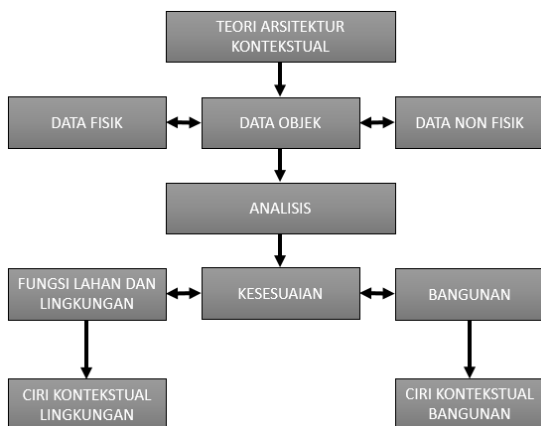 TEORI ARSITEKTUR
KONTEKSTUAL
DATA FISIK
DATA OBJEK
DATA NON FISIK
ANALISIS
FUNGSI LAHAN DAN
LINGKUNGAN
KESESUAIAN
BANGUNAN
CIRI KONTEKSTUAL
LINGKUNGAN
CIRI KONTEKSTUAL
BANGUNAN